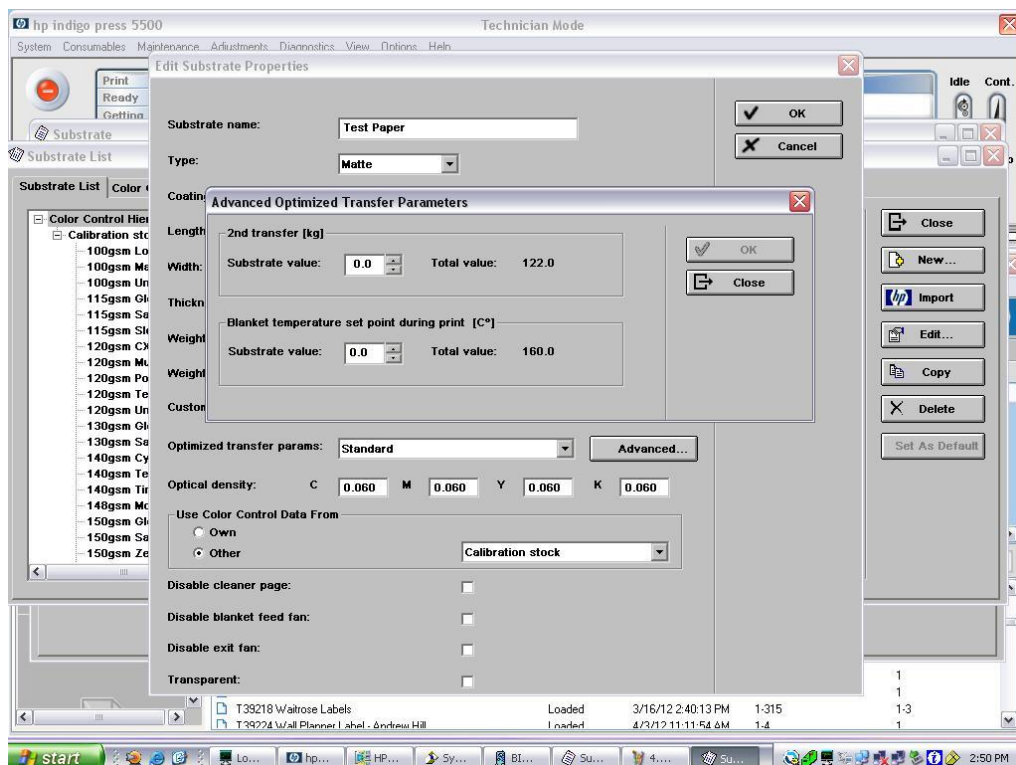 hp indigo press 5500 Technician Mode
System Consumables Maintenance Adjustments Diagnostics View Options Help
Print
Ready
Getting
Idle Cont.
Substrate
Substrate List
Substrate List Color
Color Control Hier
Calibration sto
100gsm Lo
100gsm Ma
100gsm Un
115gsm Gl
115gsm Sa
115gsm
120gsm CX
120gsm Mu
120gsm Po
120gsm Te
120gsm Un
130gsm Gl
130gsm Sa
140gsm Cy
140gsm Te
140gsm
148gsm Mo
150gsm Gl
150gsm Sa
150gsm Ze
Edit Substrate Properties
Substrate name: Test Paper
Type: Matte
Coating
Length
Width:
Thickn
Weight
Weight
Custom
OK
Cancel
Advanced Optimized Transfer Parameters
2nd transfer [kg]
Substrate value: 0.0 Total value: 122.0
Blanket temperature set point during print [C°]
Substrate value: 0.0 Total value: 160.0
OK
Close
Optimized transfer params: Standard Advanced...
Optical density: C 0.060 M 0.060 Y 0.060 K 0.060
Use Color Control Data From
Own
Other Calibration stock
Disable cleaner page:
Disable blanket feed fan:
Disable exit fan:
Transparent:
Close
New...
hp Import
Edit...
Copy
Delete
Set As Default
1
1
T39218 Waitrose Labels Loaded 3/16/12 2:40:13 PM 1-315 1-3
T39224 Wall Planner Label - Andrew Hill Loaded 4/3/12 11:11:54 AM 1-4 1
start Lo... hp... HP... Sy... BI... Su... 4.... Su... 2:50 PM